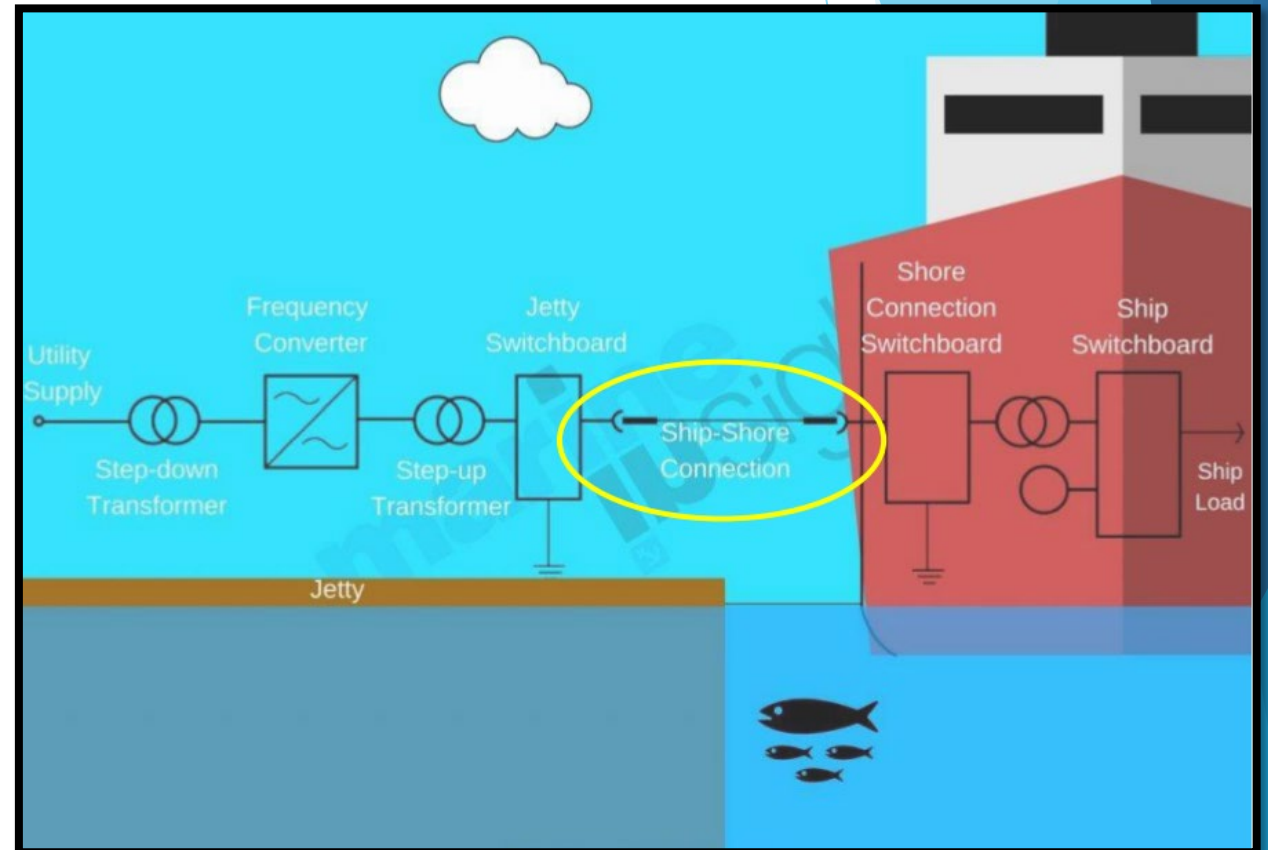 Utility
Supply
Step-down
Transformer
Frequency
Converter
Step-up
Transformer
Jetty
Switchboard
Ship-Shore
Connection
Shore
Connection
Switchboard
Ship
Switchboard
Ship
Load
Jetty
marine